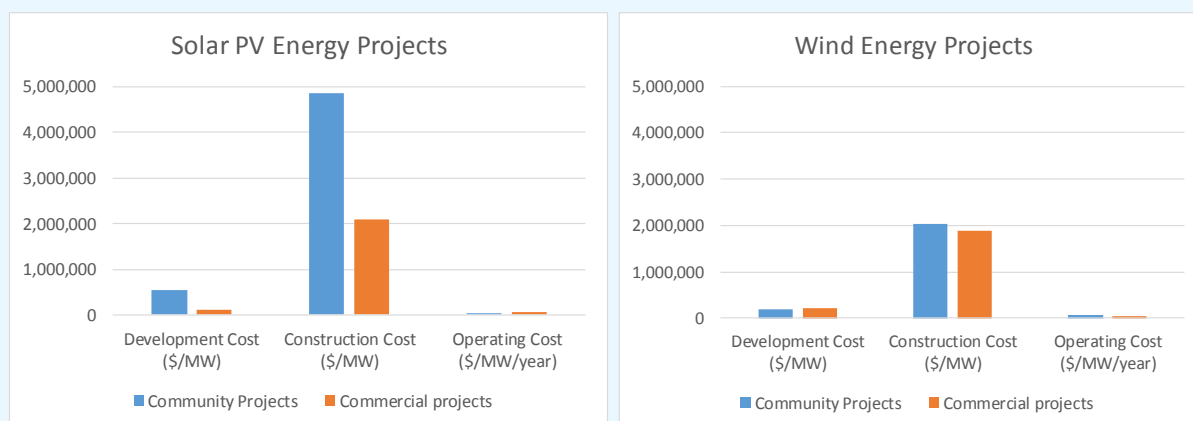 Solar PV Energy Projects
5,000,000
4,000,000
3,000,000
2,000,000
1,000,000
0
Development Cost
($/MW)
Construction Cost
($/MW)
Operating Cost
($/MW/year)
Community Projects
Commercial projects
Wind Energy Projects
5,000,000
4,000,000
3,000,000
2,000,000
1,000,000
0
Development Cost
($/MW)
Construction Cost
($/MW)
Operating Cost
($/MW/year)
Community Projects
Commercial projects